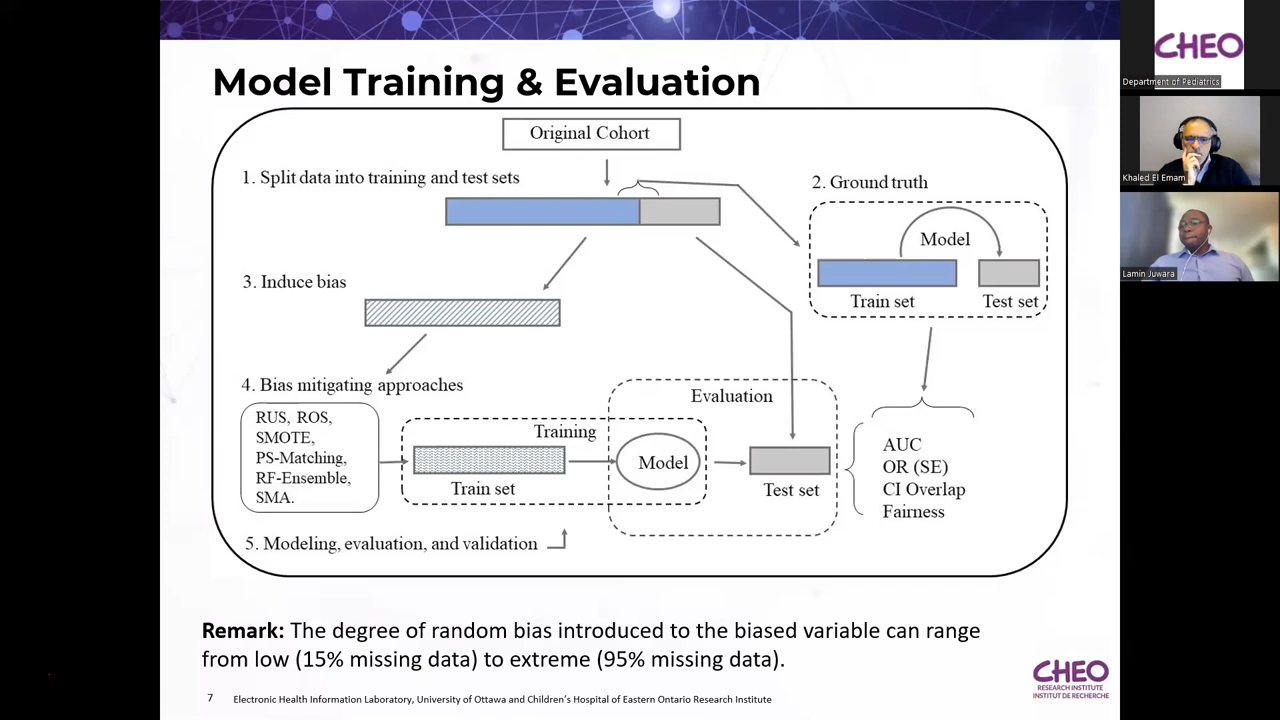 Model Training & Evaluation
Original Cohort
1. Split data into training and test sets
2. Ground truth
Model
Train set
Test set
3. Induce bias
4. Bias mitigating approaches
RUS, ROS,
SMOTE,
PS-Matching,
RF-Ensemble,
SMA.
Training
Train set
Evaluation
Model
Test set
AUC
OR (SE)
CI Overlap
Fairness
5. Modeling, evaluation, and validation
Remark: The degree of random bias introduced to the biased variable can range
from low (15% missing data) to extreme (95% missing data).
7
Electronic Health Information Laboratory, University of Ottawa and Children's Hospital of Eastern Ontario Research Institute
CHEO
RESEARCH INSTITUTE
INSTITUT DE RECHERCHE
CHEO
Department of Pediatrics
Khaled El Emam
Lamin Juwara